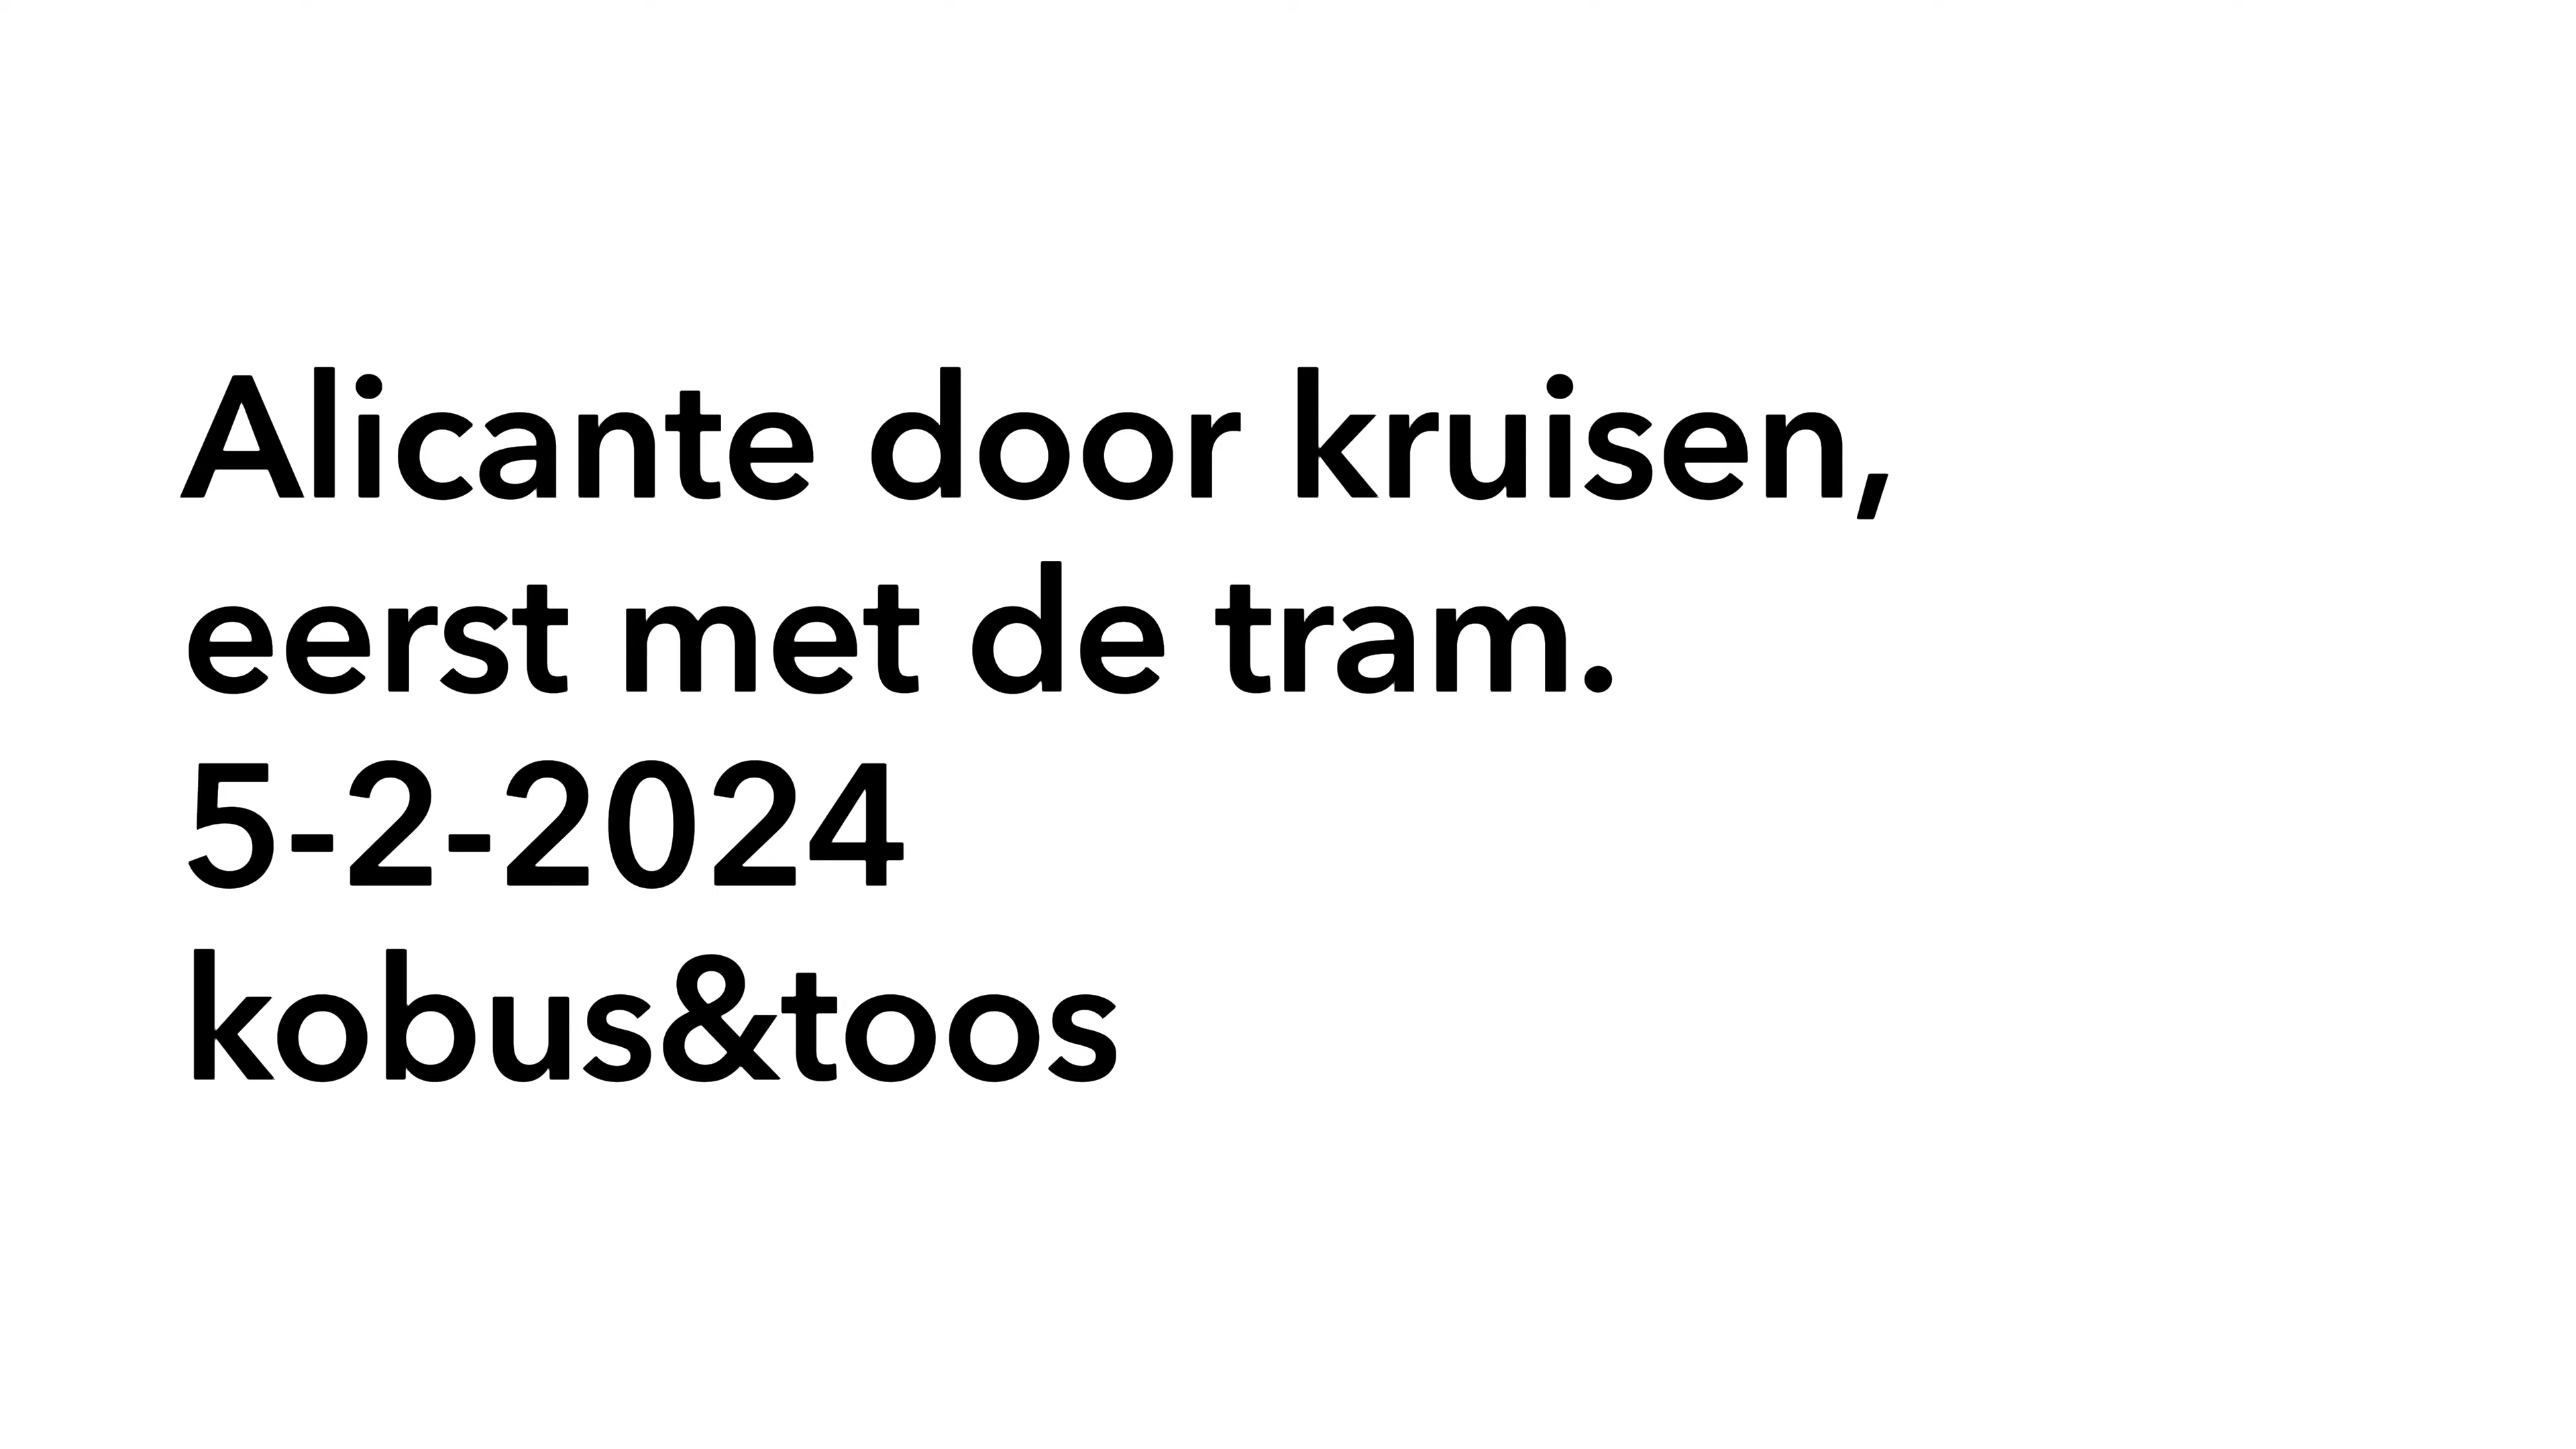 Alicante door kruisen,
eerst met de tram.
5-2-2024
kobus&toos